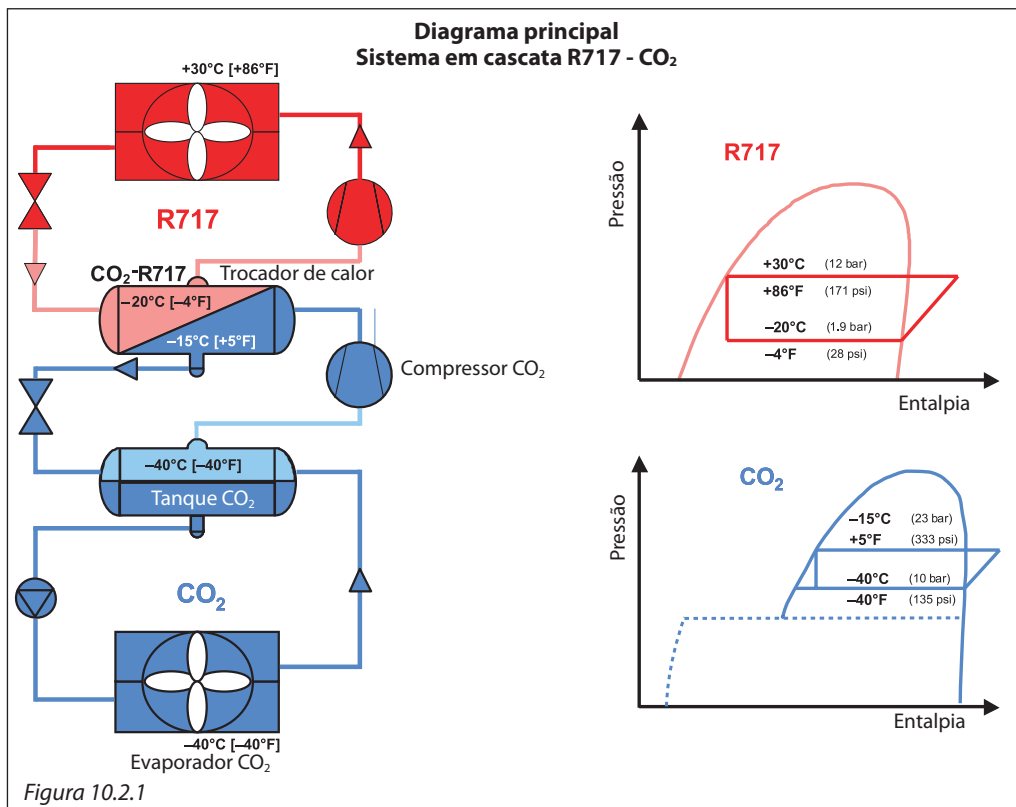 Diagrama principal
Sistema em cascata R717 - CO₂
+30°C [+86°F]
R717
CO₂-R717 Trocador de calor
–20°C [–4°F]
–15°C [+5°F]
Compressor CO₂
–40°C [–40°F]
Tanque CO₂
CO₂
–40°C [–40°F]
Evaporador CO₂
Pressão
R717
+30°C (12 bar)
+86°F (171 psi)
–20°C (1.9 bar)
–4°F (28 psi)
Entalpia
Pressão
CO₂
–15°C (23 bar)
+5°F (333 psi)
–40°C (10 bar)
–40°F (135 psi)
Entalpia
Figura 10.2.1